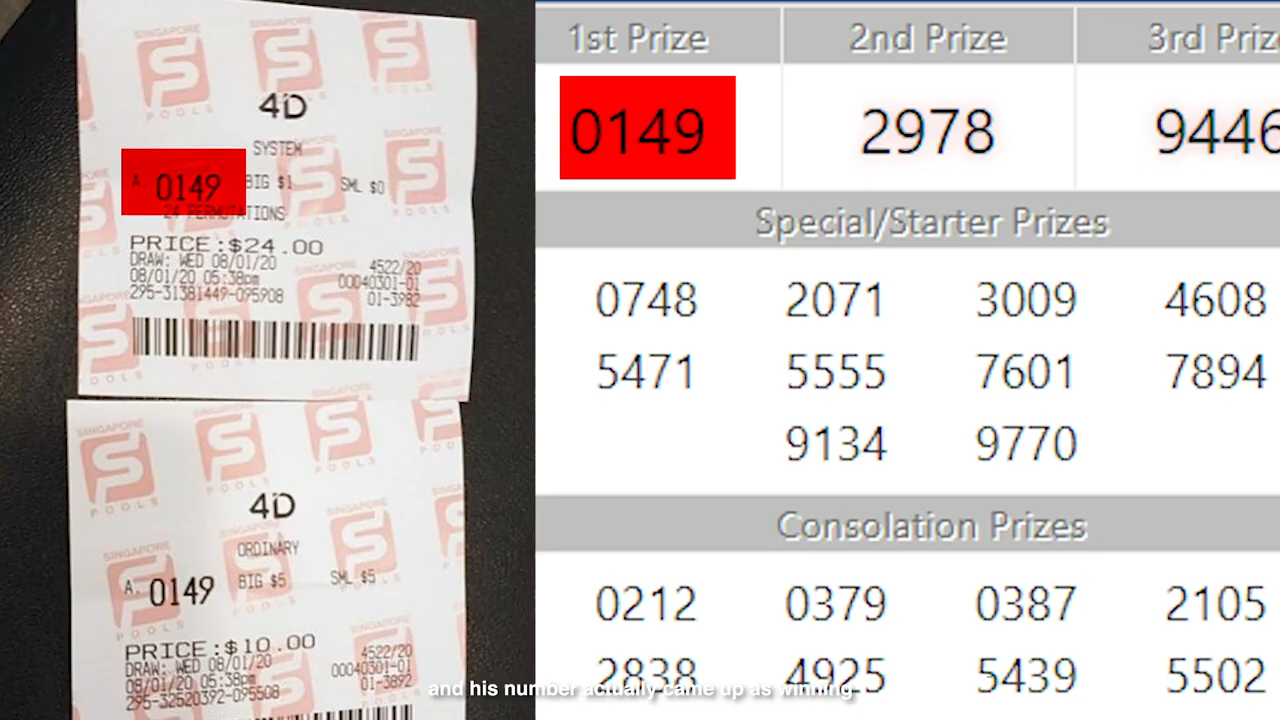 4D
SYSTEM
A. 0149 BIG $1 SML $0
24 PERMUTATIONS
PRICE:$24.00
DRAW: WED 08/01/20 4522/20
08/01/20 05:38pm 00040301-01
295-31381449-095908 01-3982
4D
ORDINARY
A. 0149 BIG $5 SML $5
PRICE:$10.00
DRAW: WED 08/01/20 4522/20
08/01/20 05:38pm 00040301-01
295-32520392-095508 01-3892
SINGAPORE POOLS
1st Prize 2nd Prize 3rd Prize
0149 2978 9446
Special/Starter Prizes
0748 2071 3009 4608
5471 5555 7601 7894
9134 9770
Consolation Prizes
0212 0379 0387 2105
2838 4925 5439 5502
and his number actually came up as winning